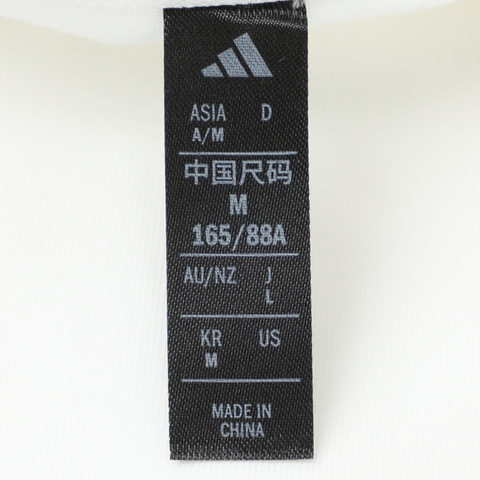 ASIA D
A/M
中国尺码
M
165/88A
AU/NZ J
L
KR US
M
MADE IN
CHINA